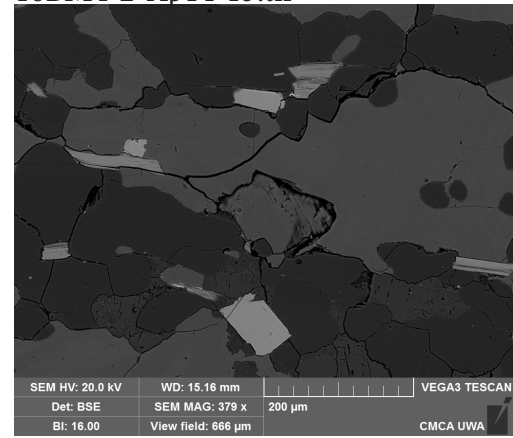 SEM HV: 20.0 kV WD: 15.16 mm VEGA3 TESCAN
Det: BSE SEM MAG: 379 x 200 µm
BI: 16.00 View field: 666 µm CMCA UWA